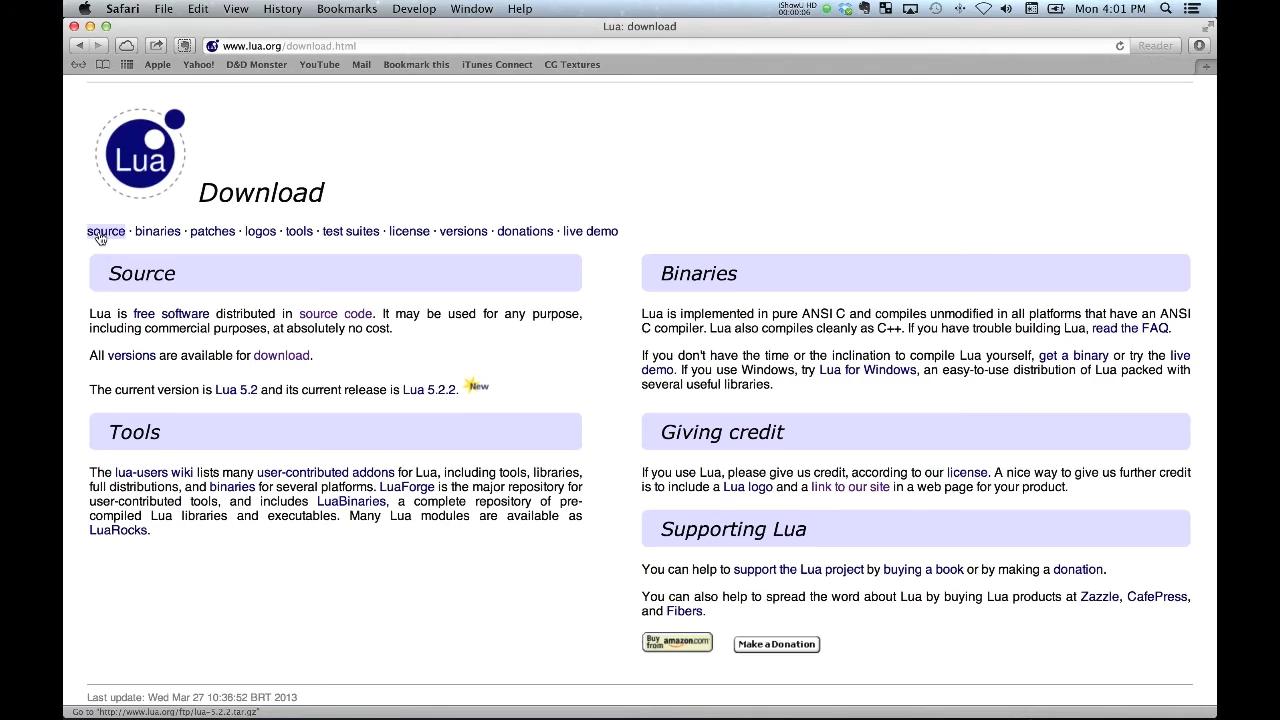 Safari File Edit View History Bookmarks Develop Window Help iShowU HD 00:00:06 Mon 4:01 PM
Lua: download
www.lua.org/download.html Reader
Apple Yahoo! D&D Monster YouTube Mail Bookmark this iTunes Connect CG Textures
Lua
Download
source · binaries · patches · logos · tools · test suites · license · versions · donations · live demo
Source
Lua is free software distributed in source code. It may be used for any purpose,
including commercial purposes, at absolutely no cost.
All versions are available for download.
The current version is Lua 5.2 and its current release is Lua 5.2.2. New
Tools
The lua-users wiki lists many user-contributed addons for Lua, including tools, libraries,
full distributions, and binaries for several platforms. LuaForge is the major repository for
user-contributed tools, and includes LuaBinaries, a complete repository of pre-
compiled Lua libraries and executables. Many Lua modules are available as
LuaRocks.
Binaries
Lua is implemented in pure ANSI C and compiles unmodified in all platforms that have an ANSI
C compiler. Lua also compiles cleanly as C++. If you have trouble building Lua, read the FAQ.
If you don't have the time or the inclination to compile Lua yourself, get a binary or try the live
demo. If you use Windows, try Lua for Windows, an easy-to-use distribution of Lua packed with
several useful libraries.
Giving credit
If you use Lua, please give us credit, according to our license. A nice way to give us further credit
is to include a Lua logo and a link to our site in a web page for your product.
Supporting Lua
You can help to support the Lua project by buying a book or by making a donation.
You can also help to spread the word about Lua by buying Lua products at Zazzle, CafePress,
and Fibers.
Buy from amazon.com Make a Donation
Last update: Wed Mar 27 10:36:52 BRT 2013
Go to "http://www.lua.org/ftp/lua-5.2.2.tar.gz"